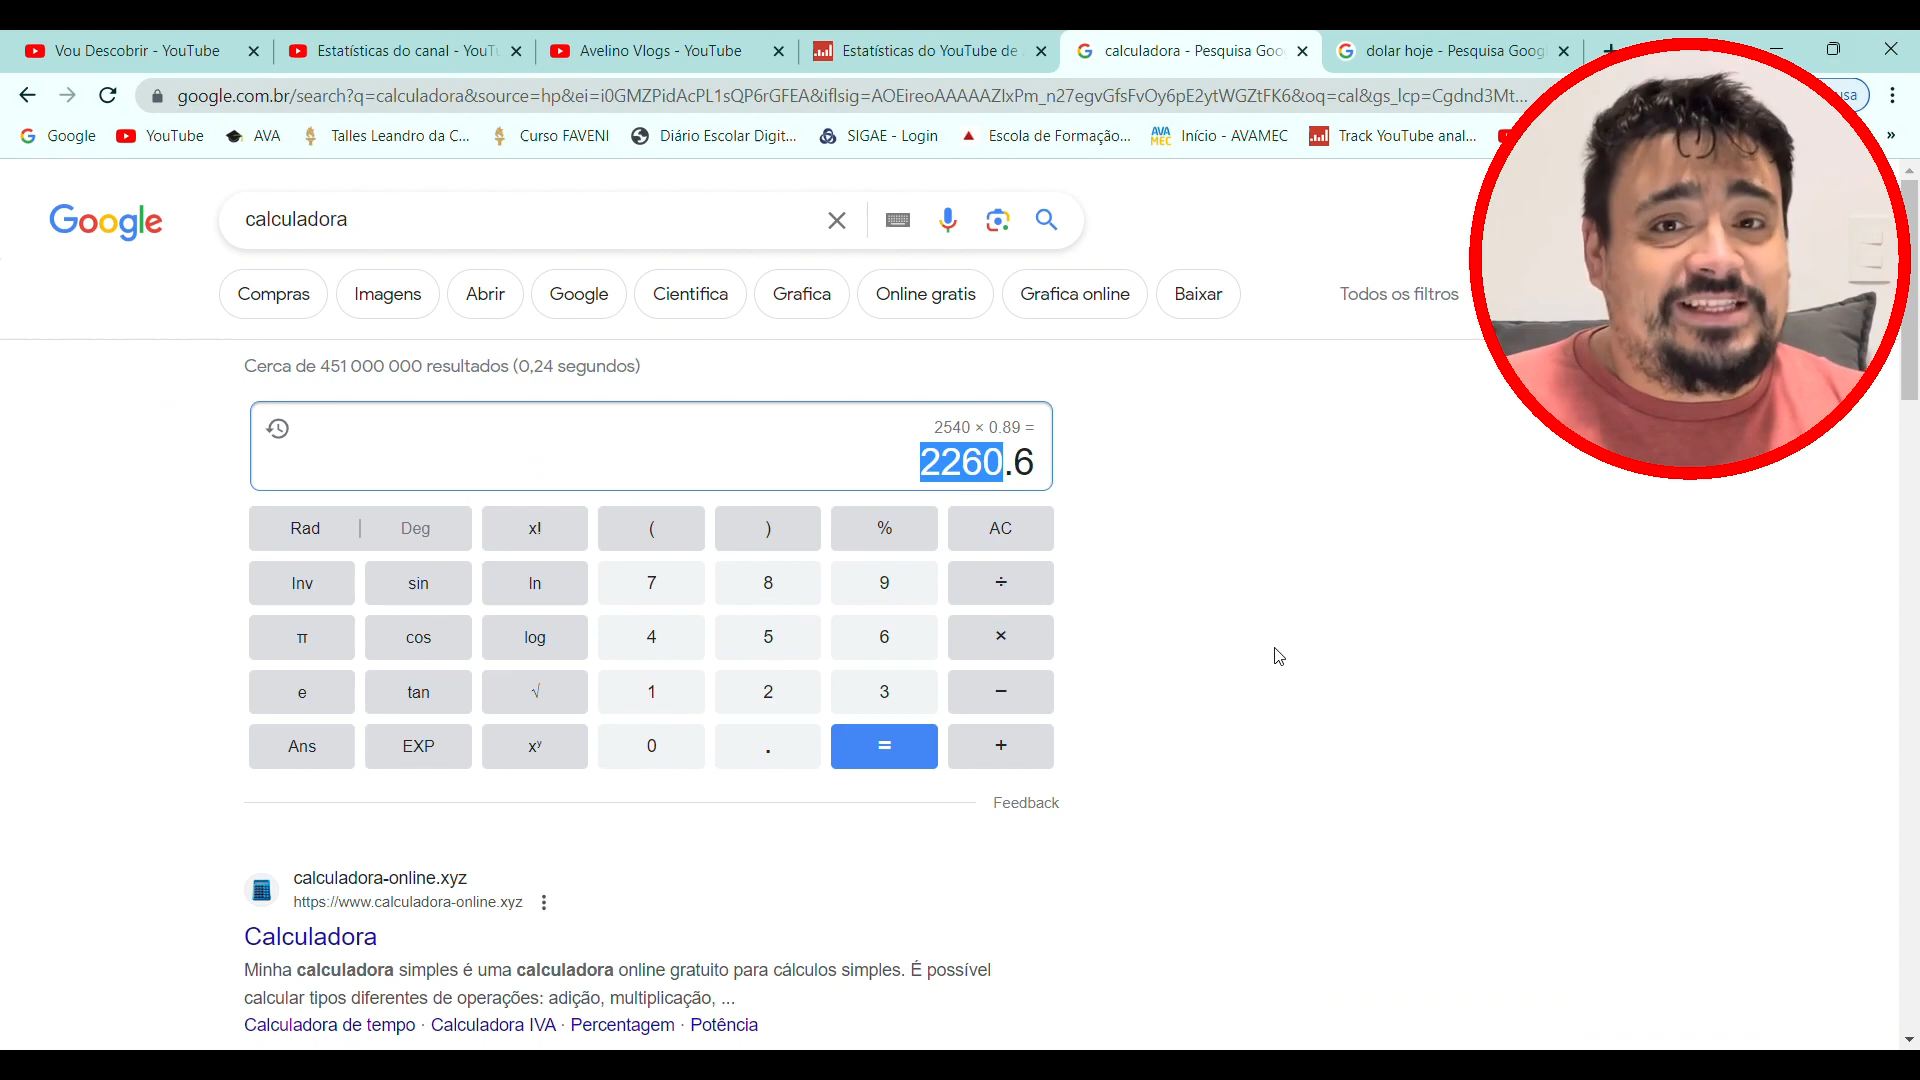 Vou Descobrir - YouTube
Estatísticas do canal - YouTu
Avelino Vlogs - YouTube
Estatísticas do YouTube de
calculadora - Pesquisa Goo
dolar hoje - Pesquisa Goog
google.com.br/search?q=calculadora&source=hp&ei=i0GMZPidAcPL1sQP6rGFEA&iflsig=AOEireoAAAAAZIxPm_n27egvGfsFvOy6pE2ytWGZtFK6&oq=cal&gs_lcp=Cgdnd3Mt...
usa
Google YouTube AVA Talles Leandro da C... Curso FAVENI Diário Escolar Digit... SIGAE - Login Escola de Formação... AVA MEC Início - AVAMEC Track YouTube anal... »
Google
calculadora
Compras Imagens Abrir Google Cientifica Grafica Online gratis Grafica online Baixar Todos os filtros
Cerca de 451 000 000 resultados (0,24 segundos)
2540 × 0.89 =
2260.6
Rad | Deg x! ( ) % AC
Inv sin ln 7 8 9 ÷
π cos log 4 5 6 ×
e tan √ 1 2 3 −
Ans EXP xʸ 0 . = +
Feedback
calculadora-online.xyz
https://www.calculadora-online.xyz
Calculadora
Minha calculadora simples é uma calculadora online gratuito para cálculos simples. É possível
calcular tipos diferentes de operações: adição, multiplicação, ...
Calculadora de tempo · Calculadora IVA · Percentagem · Potência